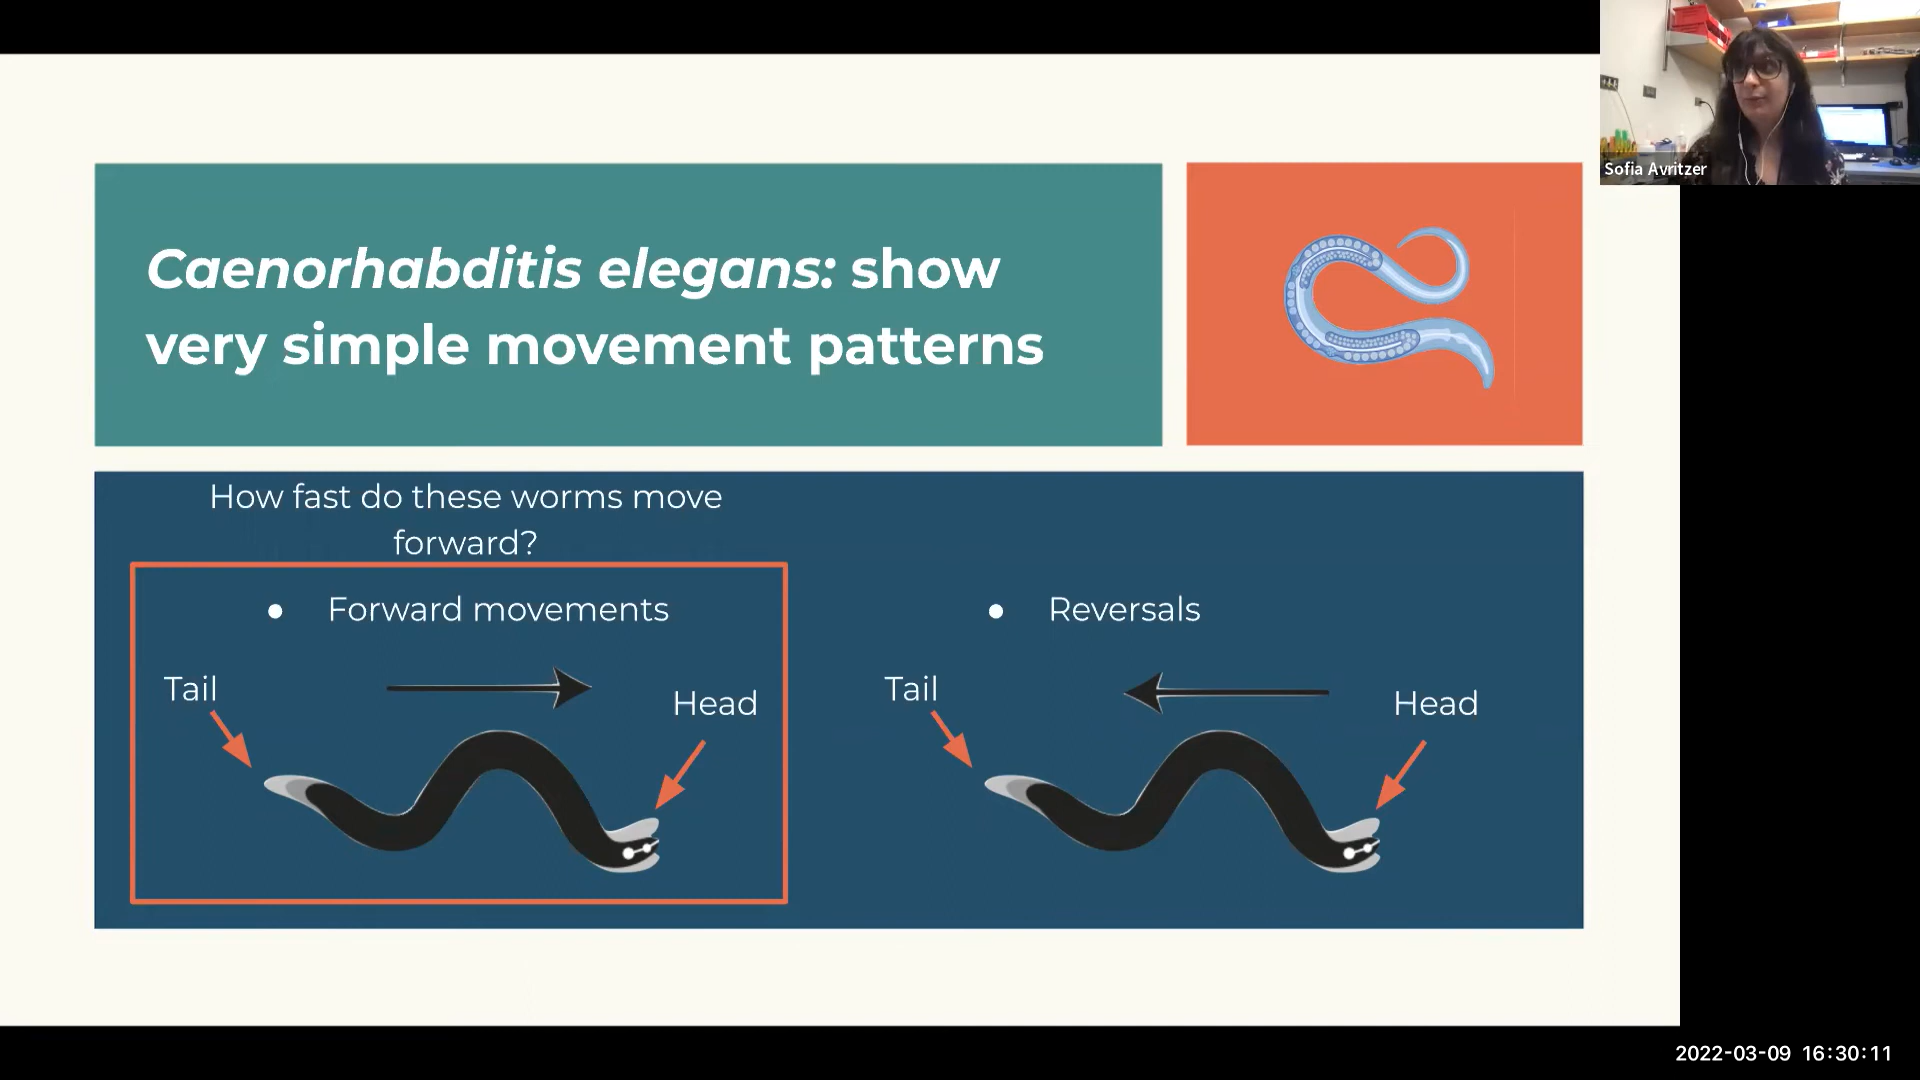 Sofia Avritzer
Caenorhabditis elegans: show
very simple movement patterns
How fast do these worms move
forward?
• Forward movements
Tail
Head
• Reversals
Tail
Head
2022-03-09 16:30:11